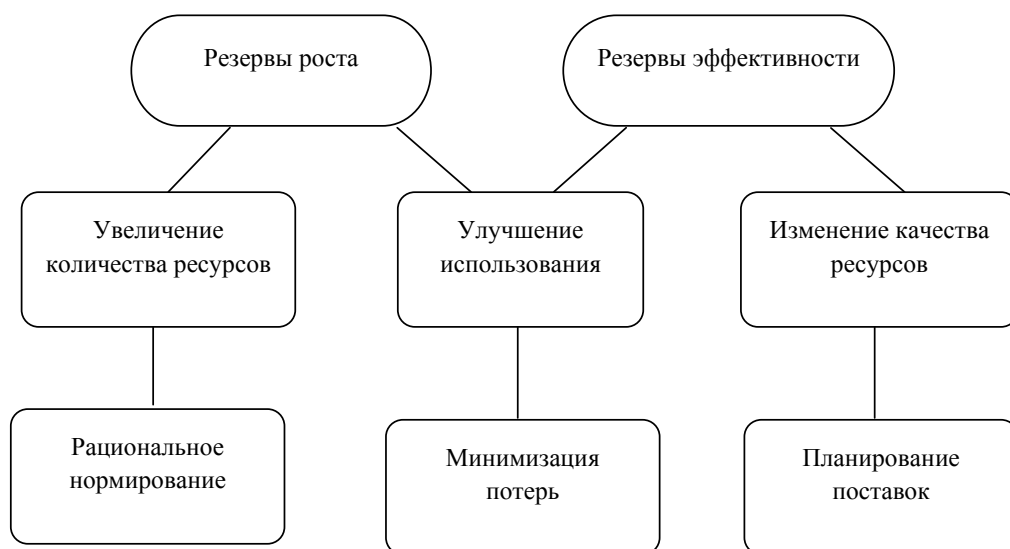 Резервы роста
Резервы эффективности
Увеличение
количества ресурсов
Улучшение
использования
Изменение качества
ресурсов
Рациональное
нормирование
Минимизация
потерь
Планирование
поставок